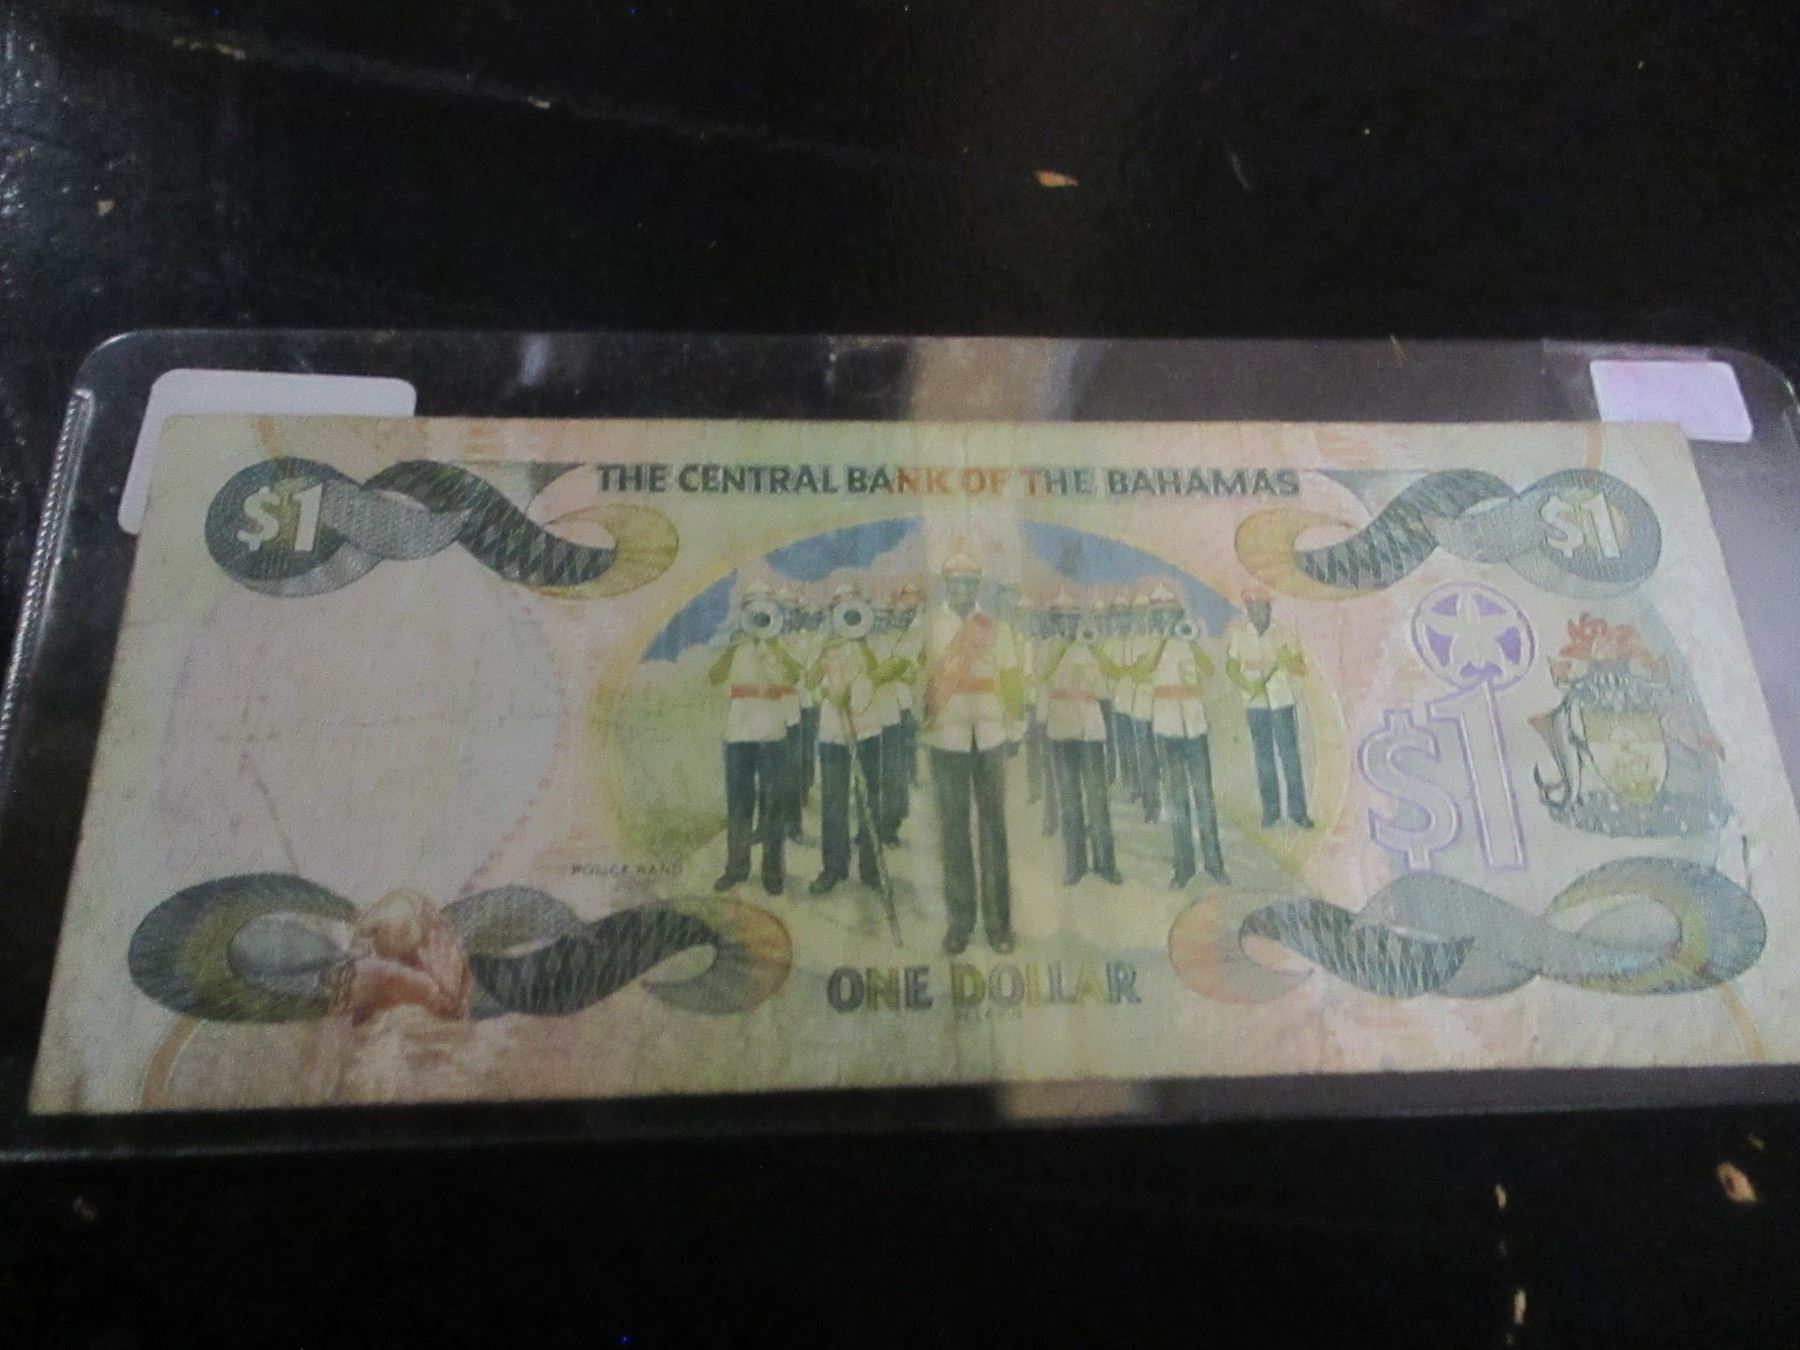 THE CENTRAL BANK OF THE BAHAMAS
$1
$1
$1
POLICE BAND
ONE DOLLAR